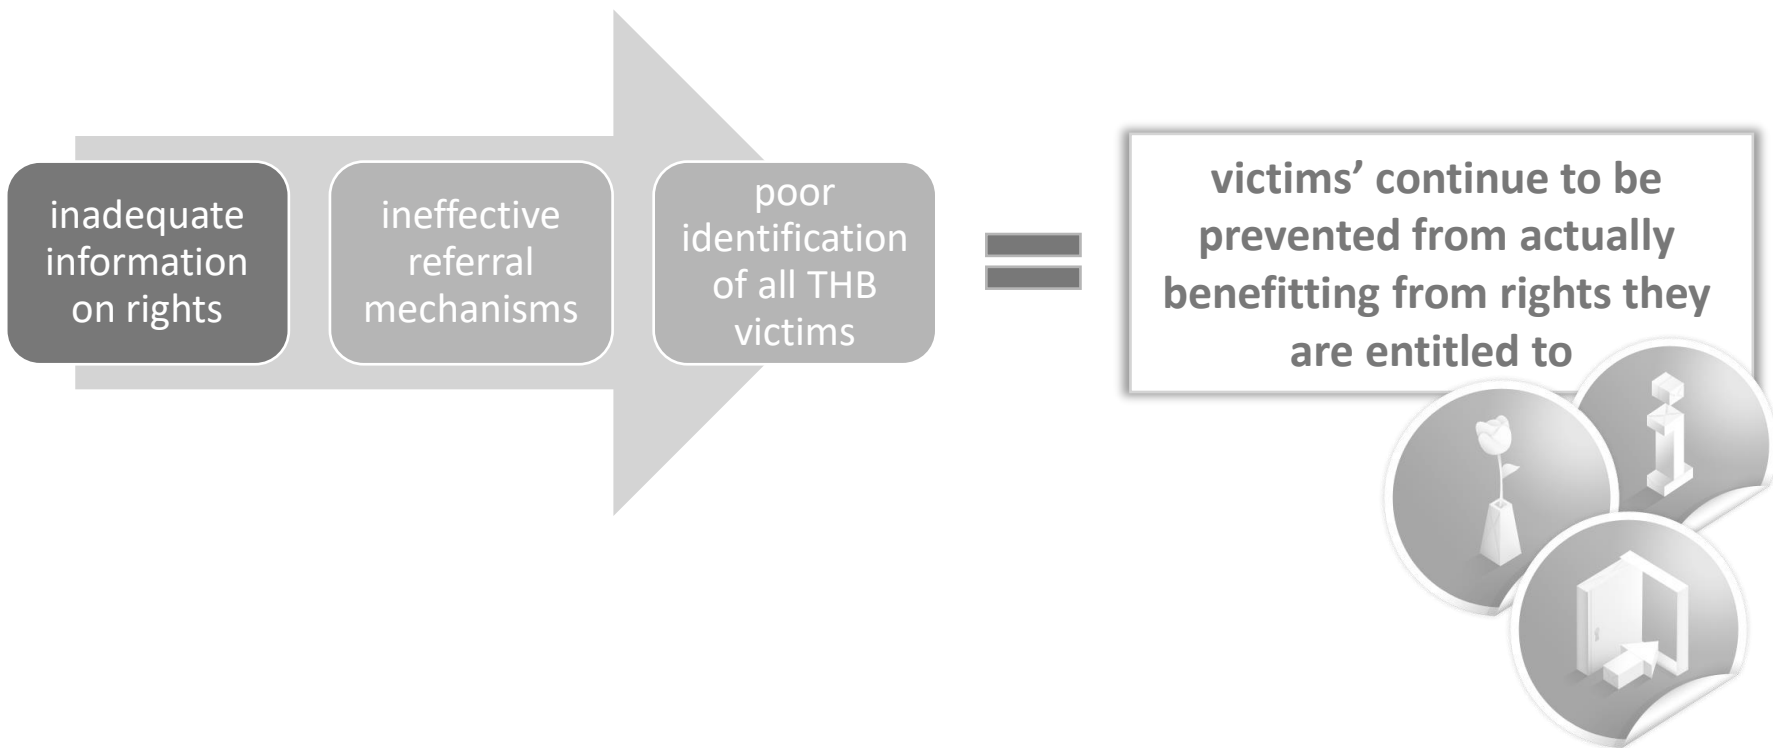 inadequate
information
on rights
ineffective
referral
mechanisms
poor
identification
of all THB
victims
victims’ continue to be
prevented from actually
benefitting from rights they
are entitled to